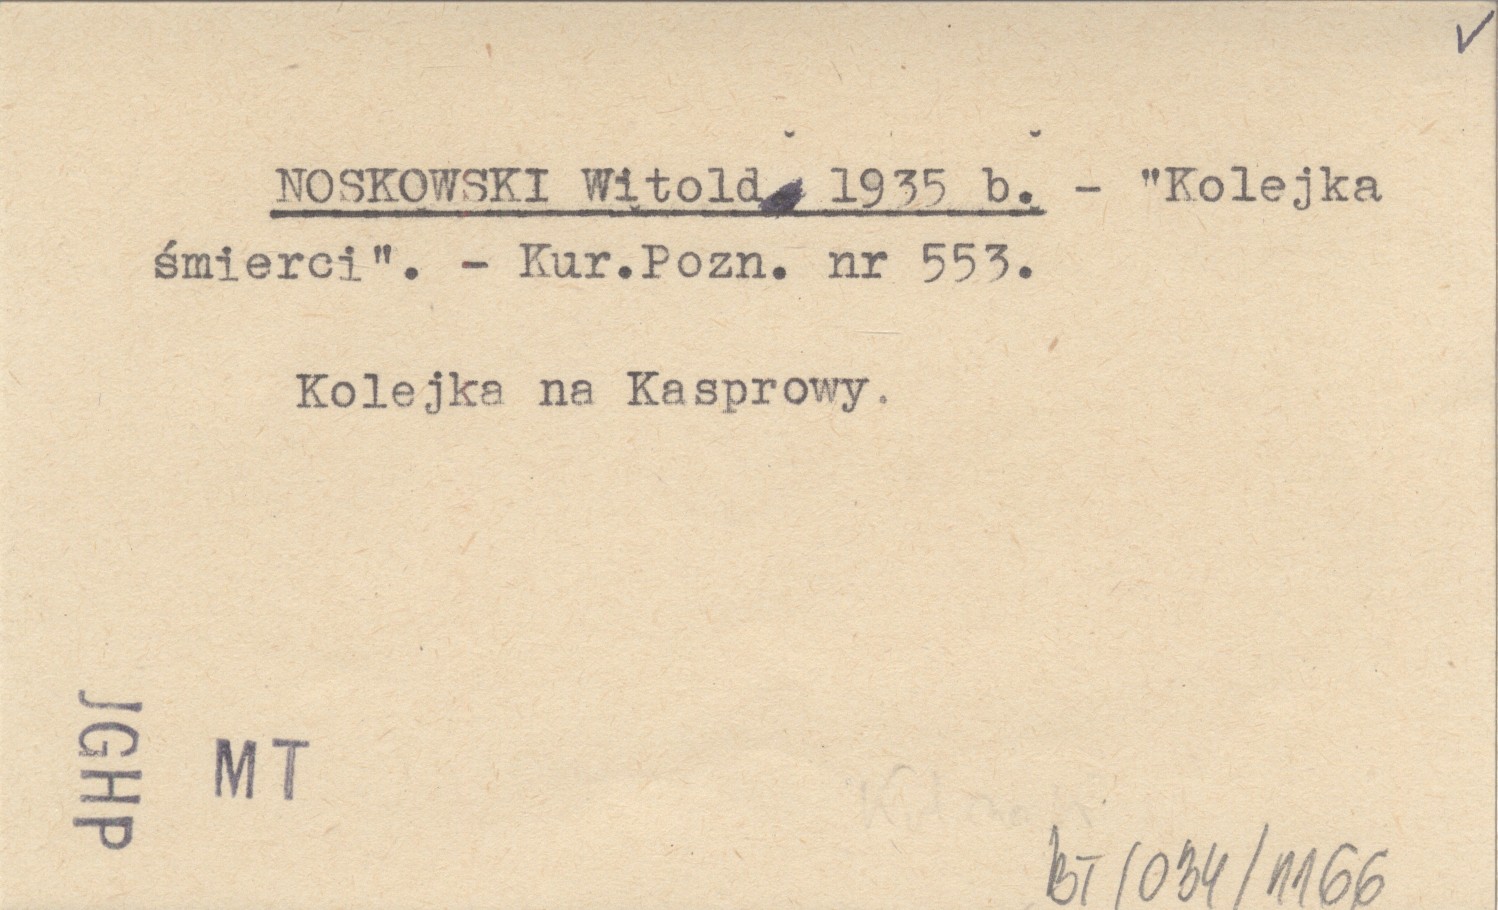 NOSKOWSKI Witold 1935 b. - "Kolejka
śmierci". - Kur.Pozn. nr 553.
Kolejka na Kasprowy.
JGHP
MT
BT/034/1166